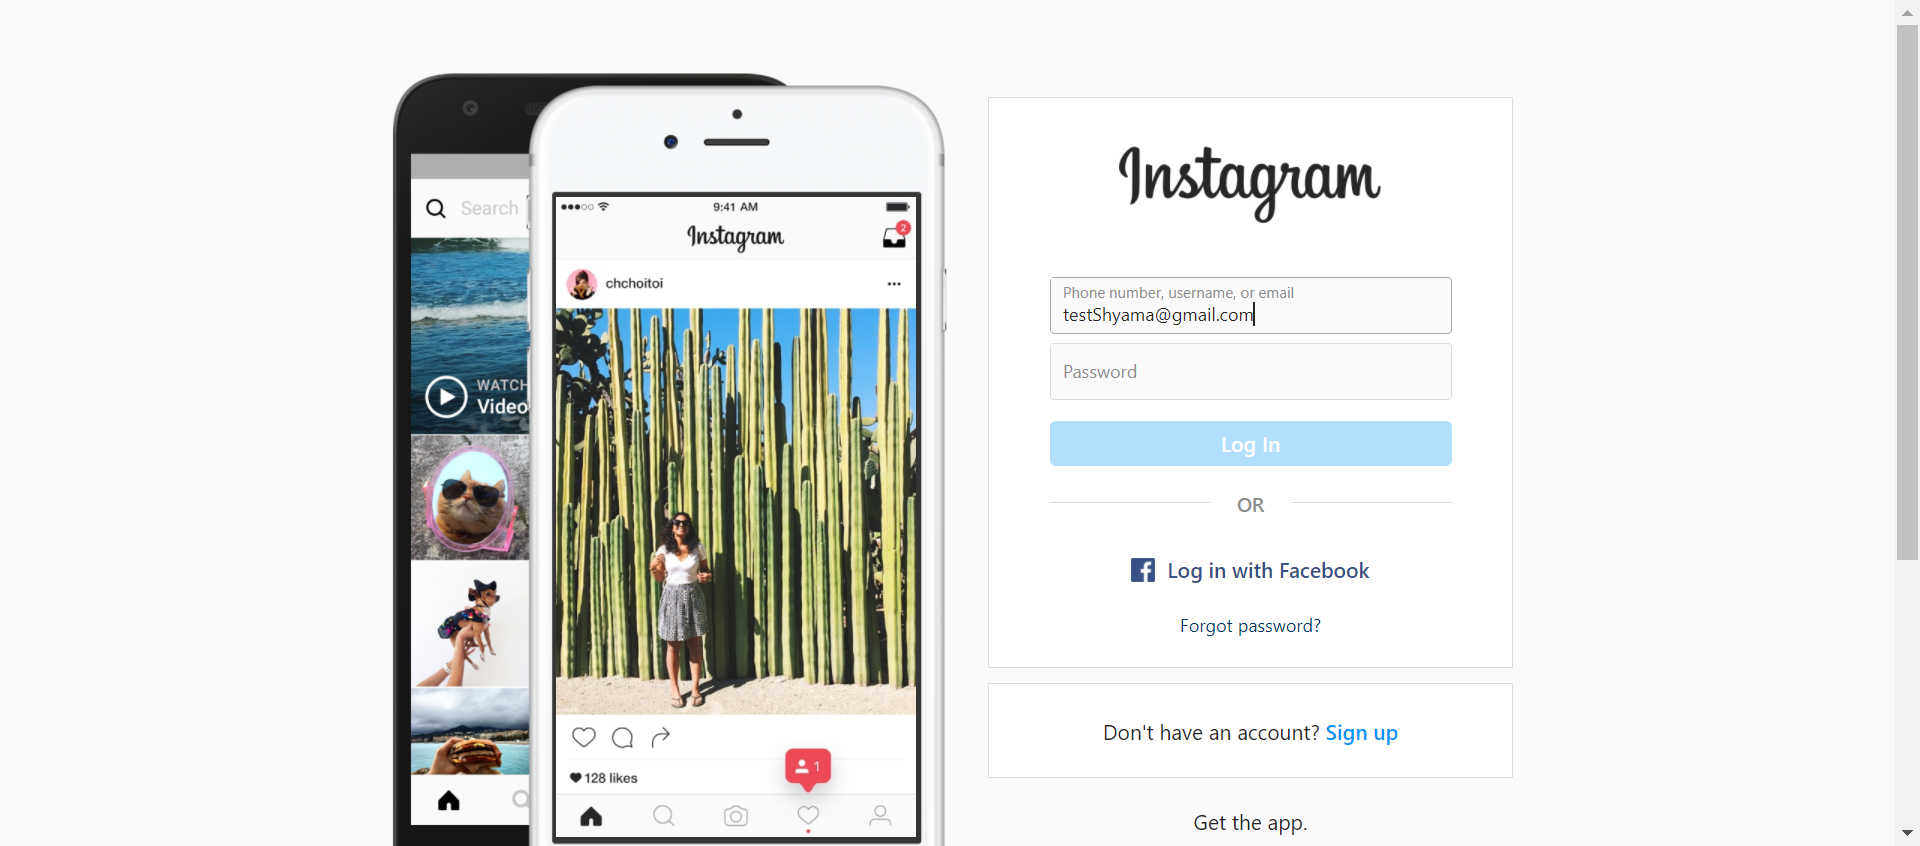 Search
WATCH
Video
9:41 AM
Instagram
2
chchoitoi
128 likes
1
Instagram
Phone number, username, or email
testShyama@gmail.com
Password
Log In
OR
Log in with Facebook
Forgot password?
Don't have an account? Sign up
Get the app.